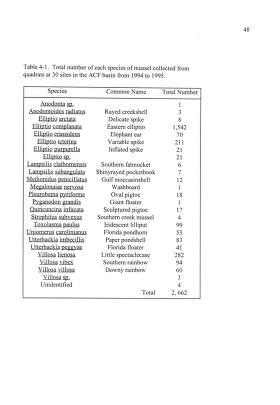 48
Table 4-1. Total number of each species of mussel collected from
quadrats at 30 sites in the ACF basin from 1994 to 1995.
Species Common Name Total Number
Anodonta sp. 1
Anodontoides radiatus Rayed creekshell 3
Elliptio arctata Delicate spike 8
Elliptio complanata Eastern elliptio 1,542
Elliptio crassidens Elephant ear 70
Elliptio icterina Variable spike 211
Elliptio purpurella Inflated spike 21
Elliptio sp. 21
Lampsilis claibornensis Southern fatmucket 6
Lampsilis subangulata Shinyrayed pocketbook 7
Medionidus penicillatus Gulf moccasinshell 12
Megalonaias nervosa Washboard 1
Pleurobema pyriforme Oval pigtoe 18
Pyganodon grandis Giant floater 1
Quincuncina infucata Sculptured pigtoe 17
Strophitus subvexus Southern creek mussel 4
Toxolasma paulus Iridescent lilliput 99
Uniomerus carolinianus Florida pondhorn 53
Utterbackia imbecillis Paper pondshell 83
Utterbackia peggyae Florida floater 41
Villosa lienosa Little spectaclecase 282
Villosa vibex Southern rainbow 94
Villosa villosa Downy rainbow 60
Villosa sp. 3
Unidentified 4
Total 2, 662